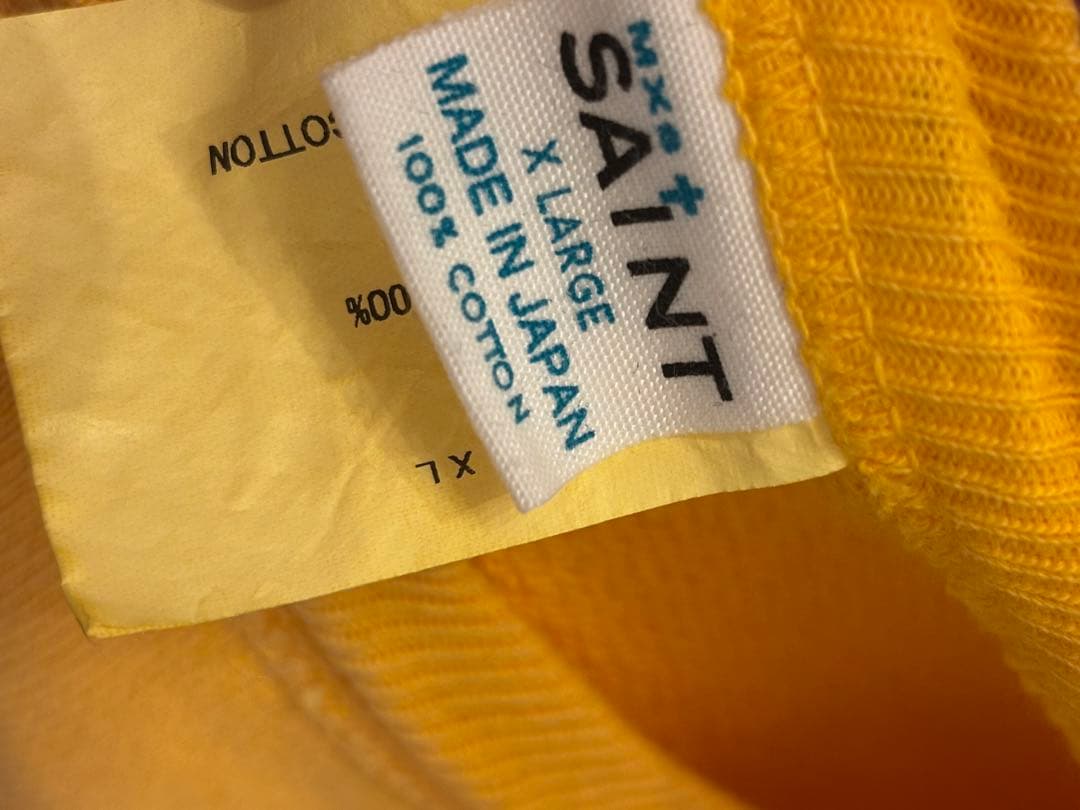 SAINT
X LARGE
MADE IN JAPAN
100% COTTON
XL
00%
COTTON